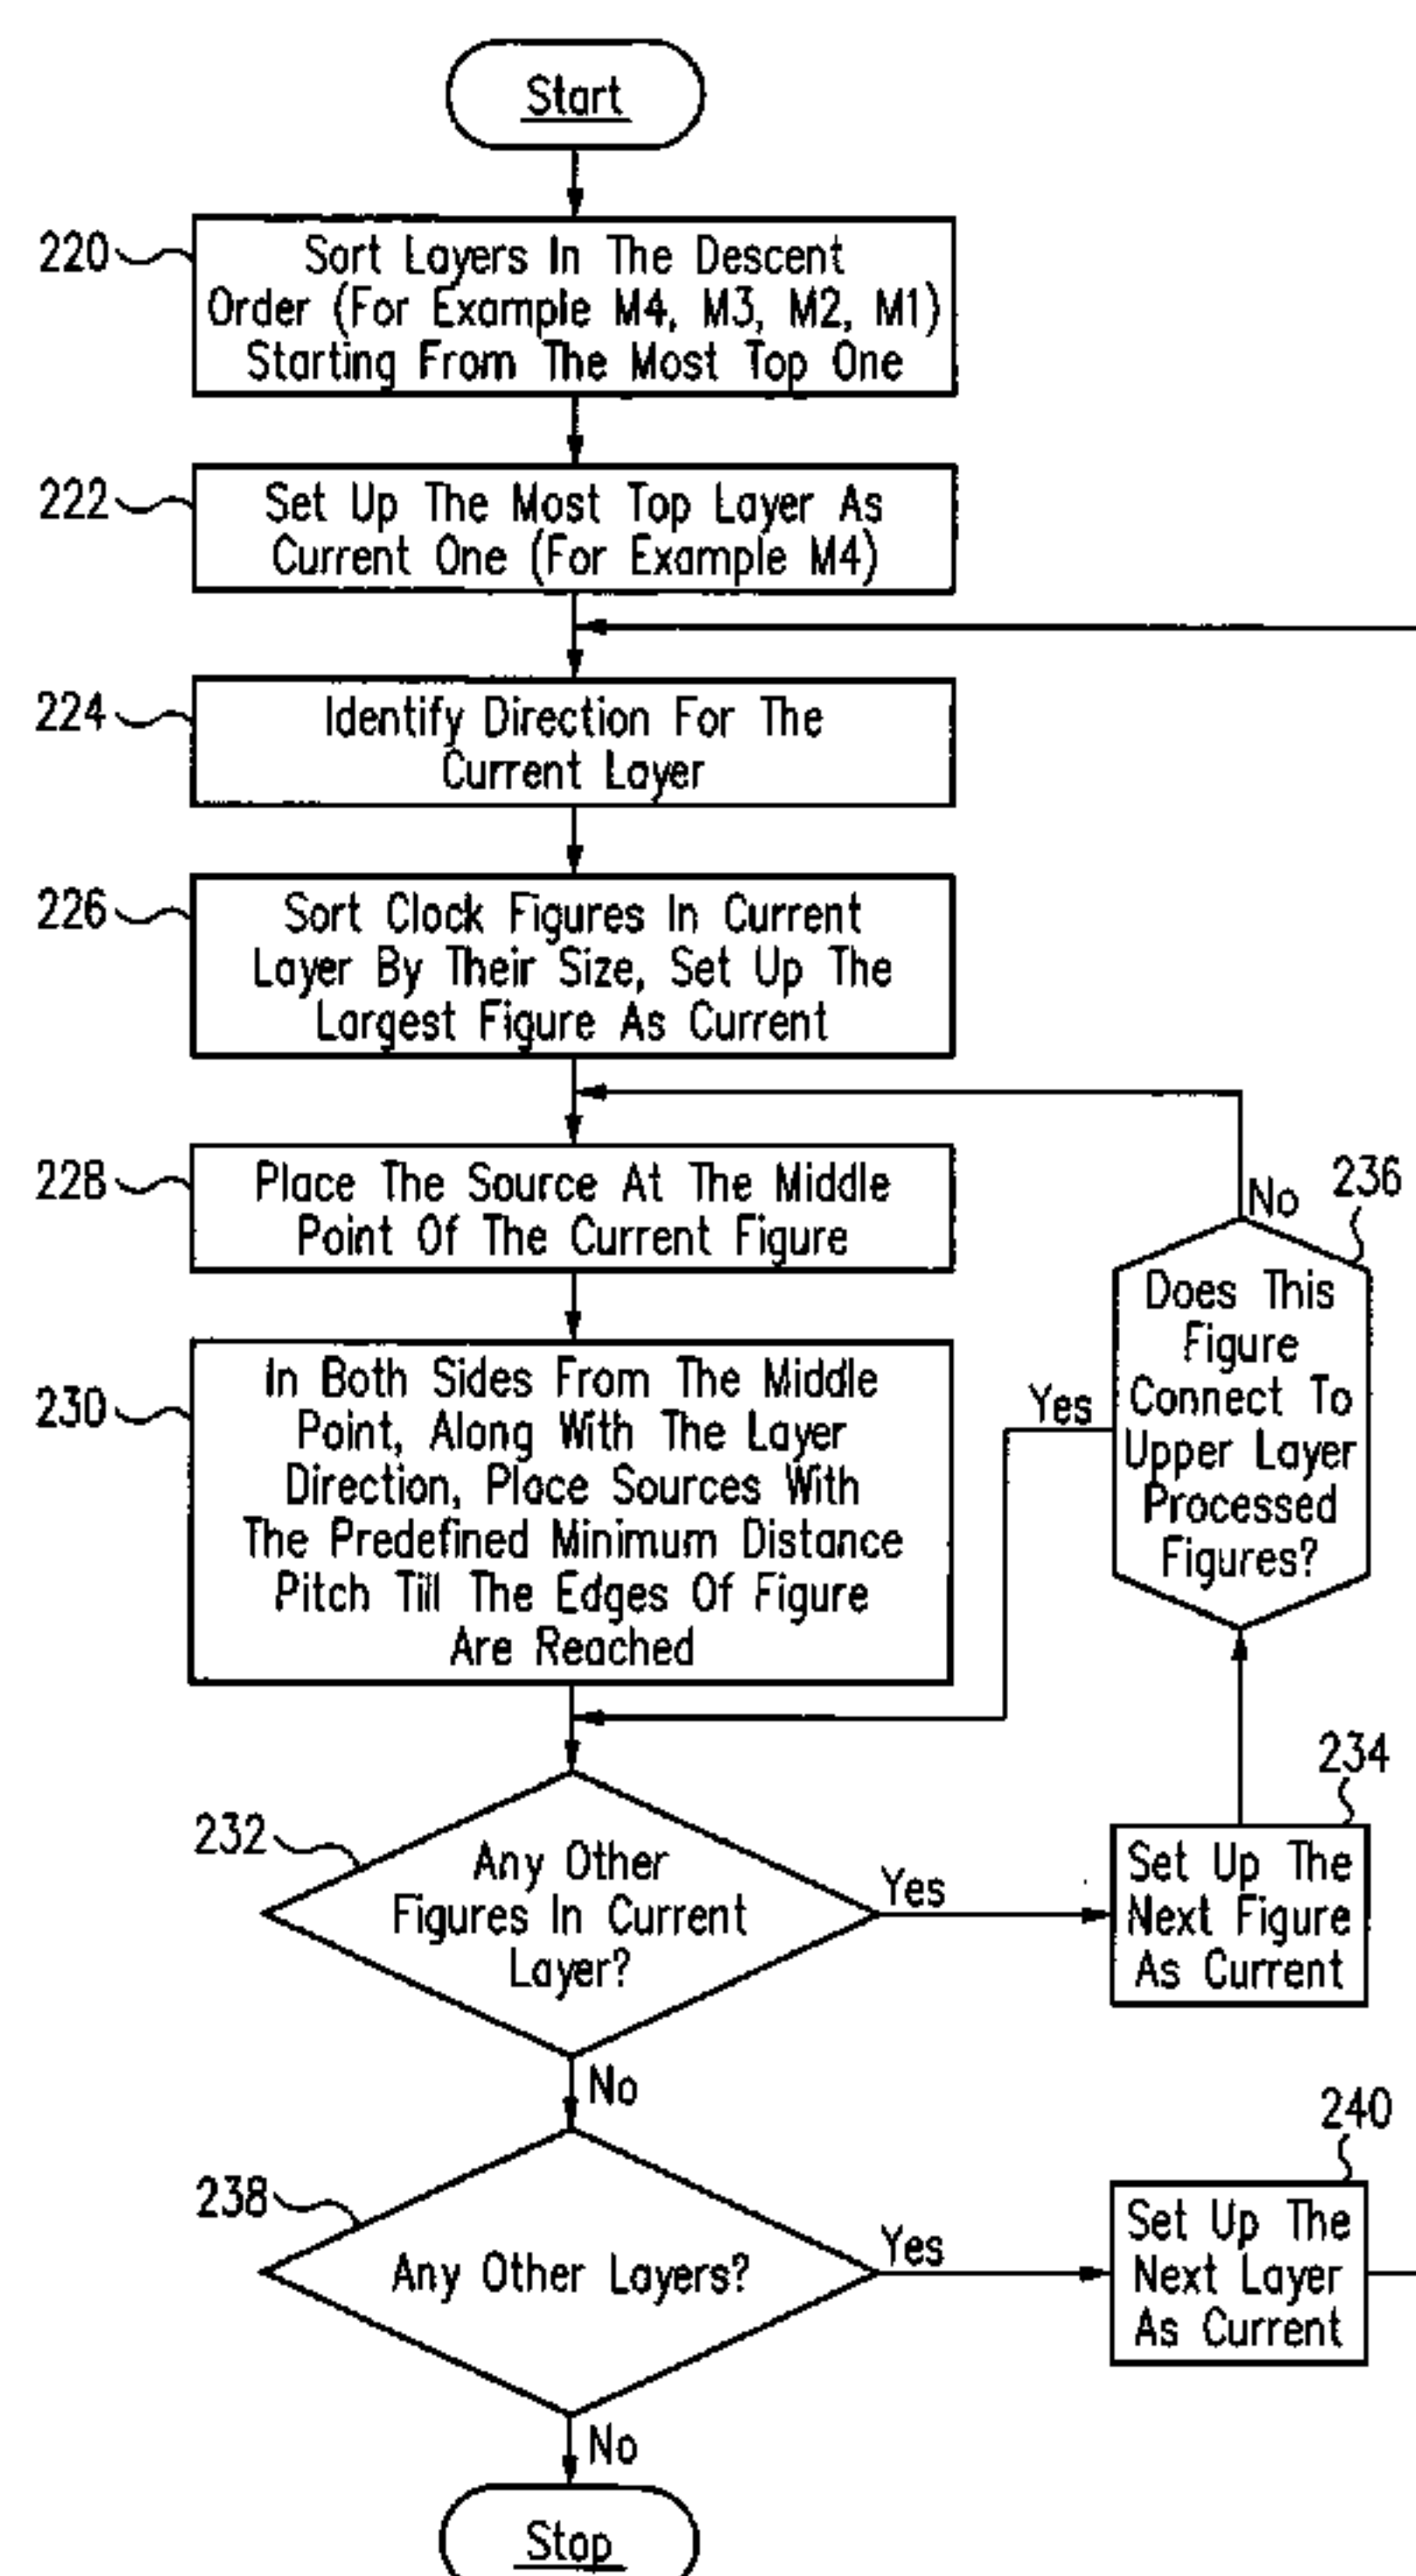 Start
220
Sort Layers In The Descent
Order (For Example M4, M3, M2, M1)
Starting From The Most Top One
222
Set Up The Most Top Layer As
Current One (For Example M4)
224
Identify Direction For The
Current Layer
226
Sort Clock Figures In Current
Layer By Their Size, Set Up The
Largest Figure As Current
228
Place The Source At The Middle
Point Of The Current Figure
230
In Both Sides From The Middle
Point, Along With The Layer
Direction, Place Sources With
The Predefined Minimum Distance
Pitch Till The Edges Of Figure
Are Reached
No
236
Does This
Figure
Connect To
Upper Layer
Processed
Figures?
Yes
232
Any Other
Figures In Current
Layer?
Yes
234
Set Up The
Next Figure
As Current
No
238
Any Other Layers?
Yes
240
Set Up The
Next Layer
As Current
No
Stop